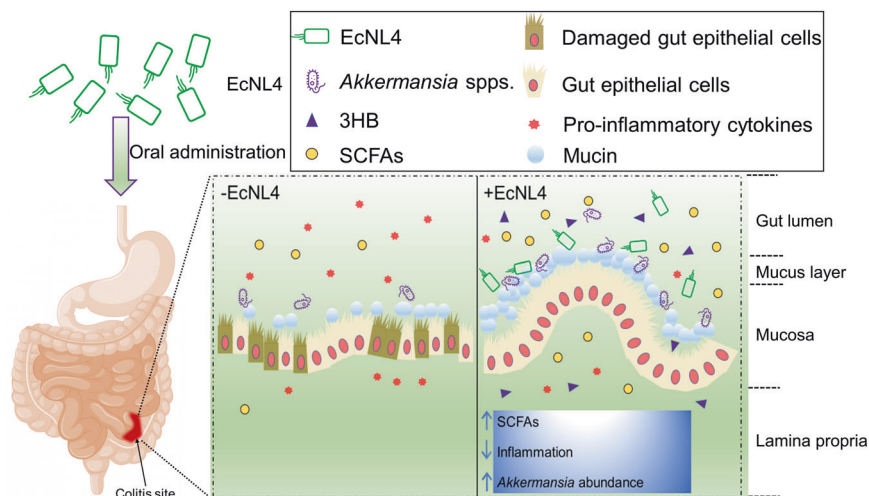 EcNL4
Oral administration
EcNL4
Akkermansia spps.
3HB
SCFAs
Damaged gut epithelial cells
Gut epithelial cells
Pro-inflammatory cytokines
Mucin
-EcNL4
+EcNL4
Gut lumen
Mucus layer
Mucosa
Lamina propria
SCFAs
Inflammation
Akkermansia abundance
Colitis site